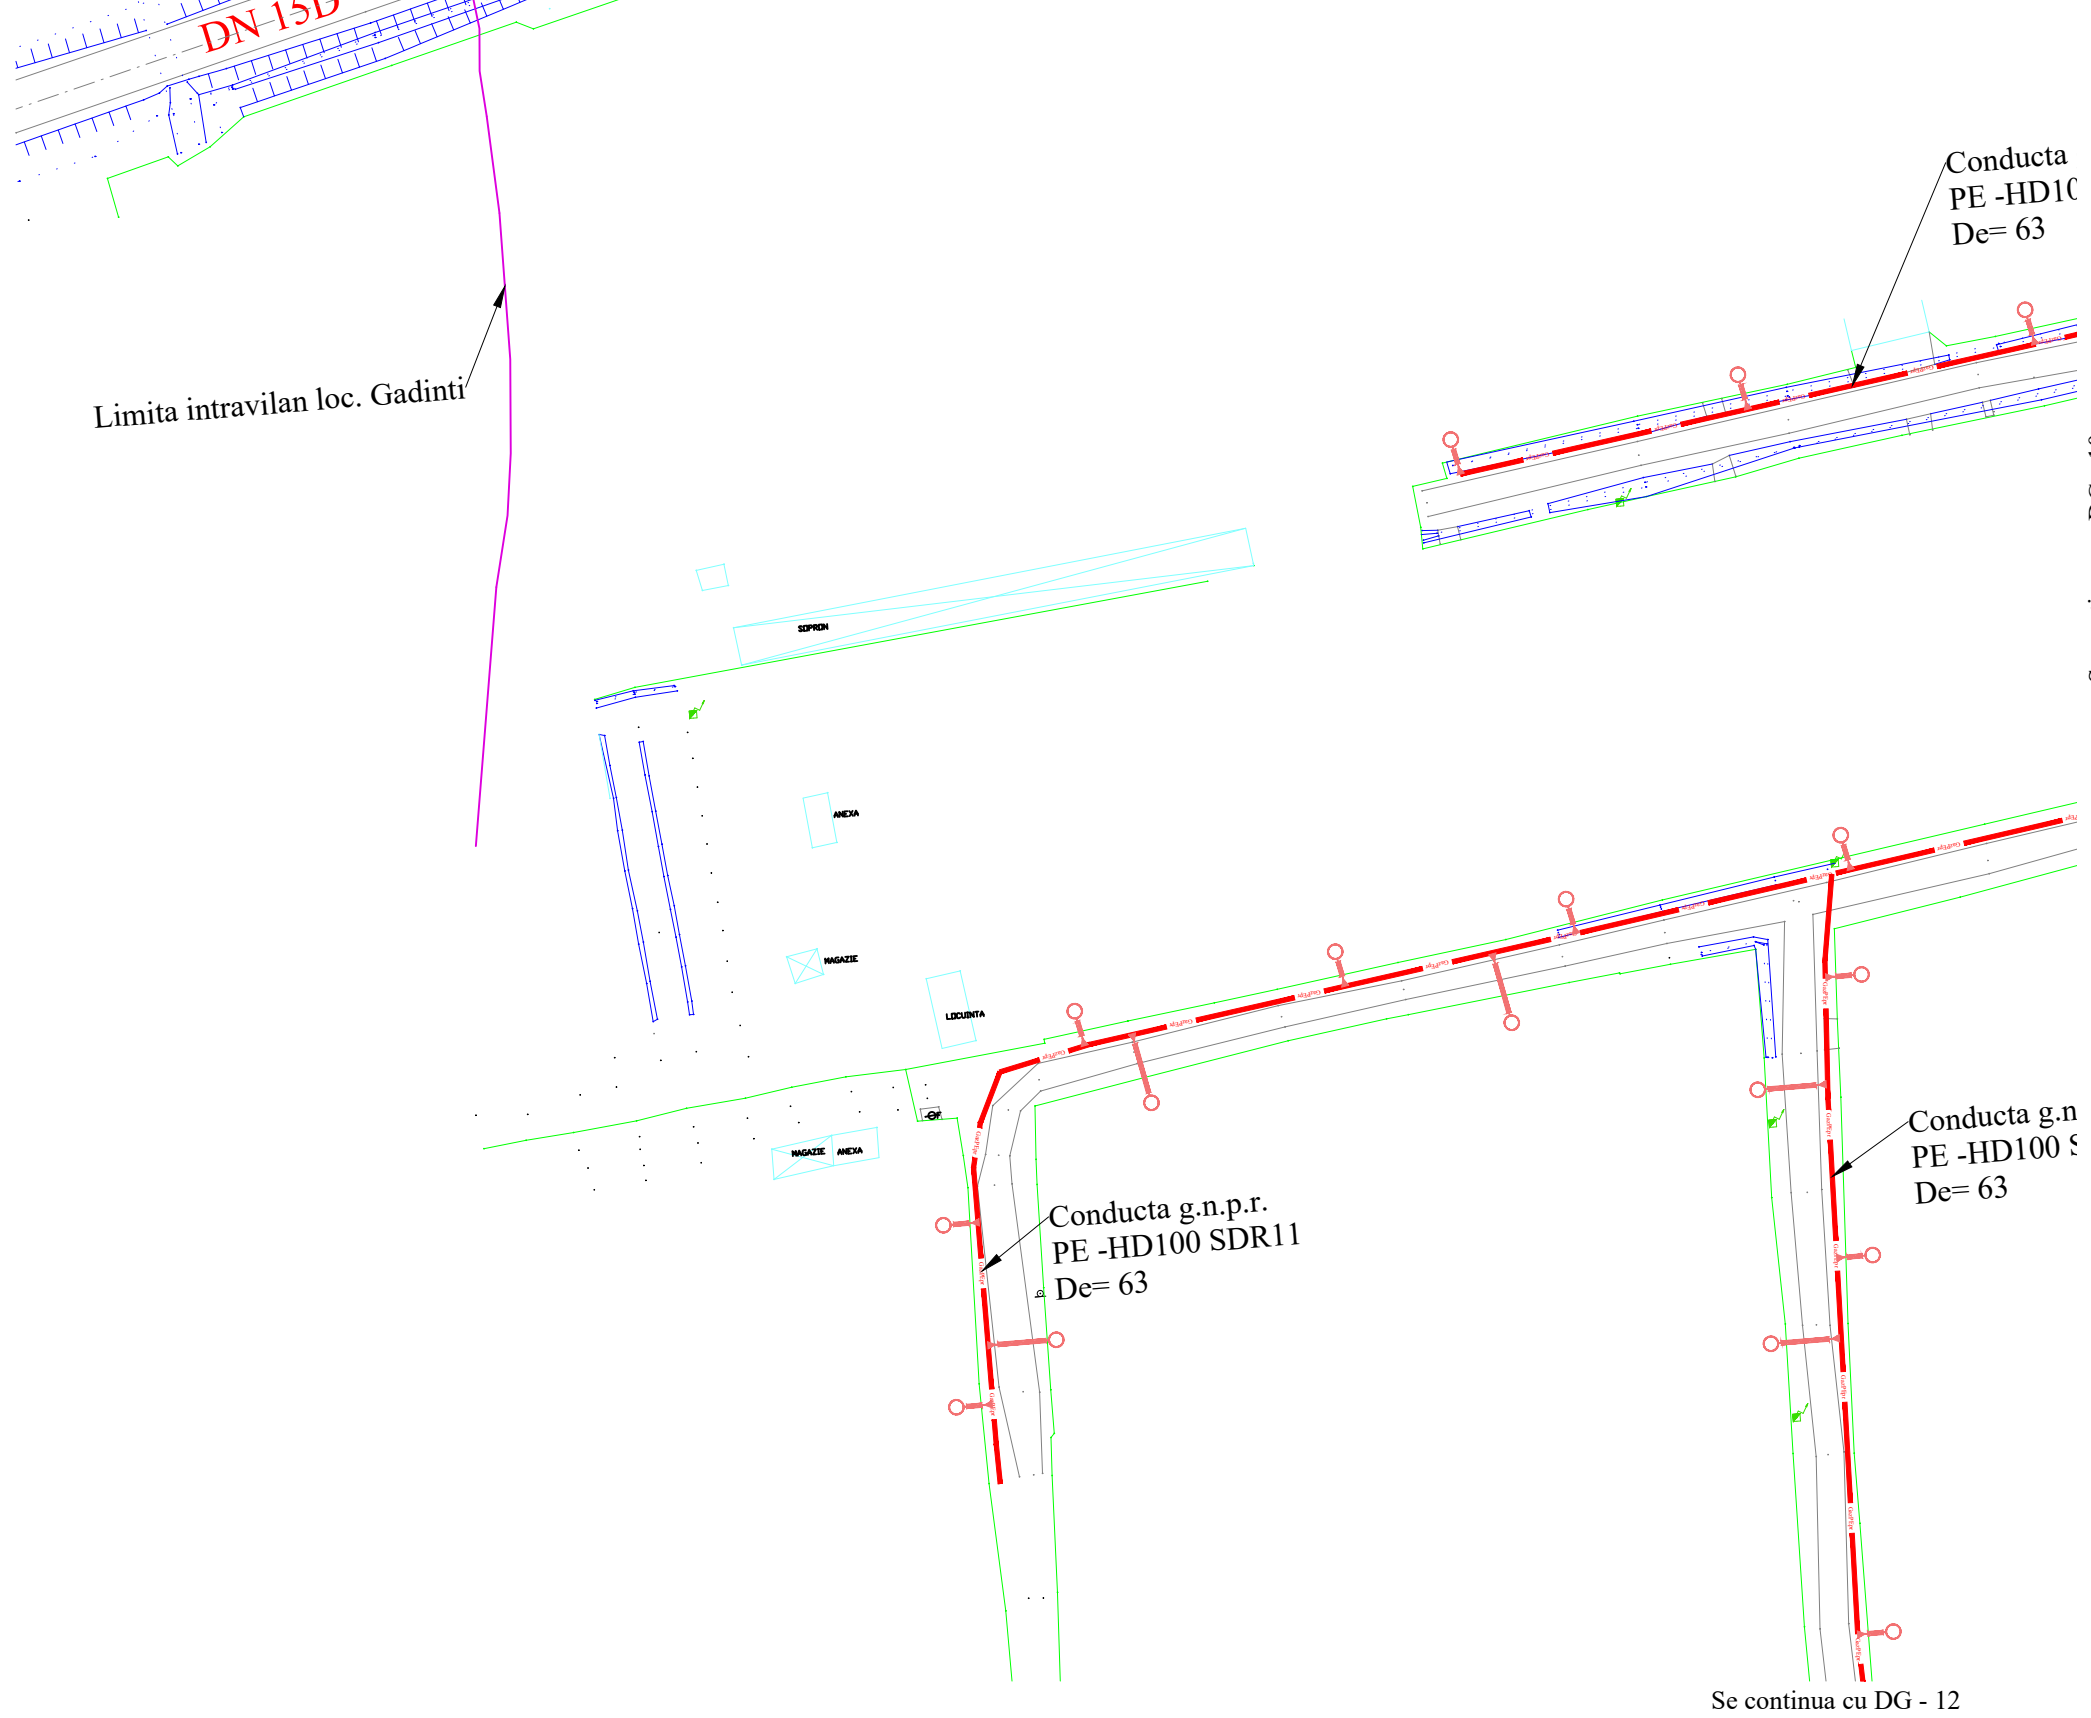 DN 15D
Conducta
PE -HD10
De= 63
Limita intravilan loc. Gadinti
SOPRON
ANEXA
MAGAZIE
LOCUINTA
MAGAZIE
ANEXA
Conducta g.n.p.r.
PE -HD100 SDR11
De= 63
Conducta g.n
PE -HD100 S
De= 63
Se continua cu DG - 12